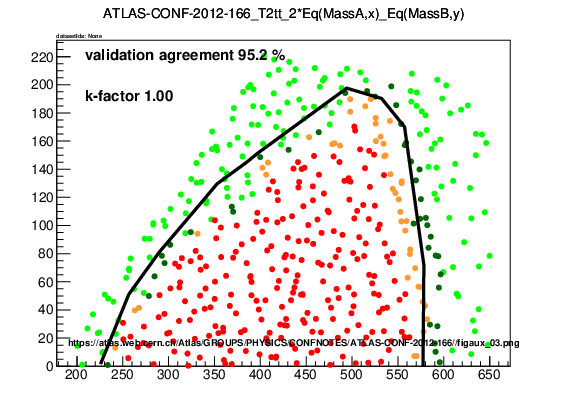 ATLAS-CONF-2012-166_T2tt_2*Eq(MassA,x)_Eq(MassB,y)
datasetIds: None
validation agreement 95.2 %
k-factor 1.00
220
200
180
160
140
120
100
80
60
40
20
0
https://atlas.web.cern.ch/Atlas/GROUPS/PHYSICS/CONFNOTES/ATLAS-CONF-2012-166//figaux_03.png
200 250 300 350 400 450 500 550 600 650